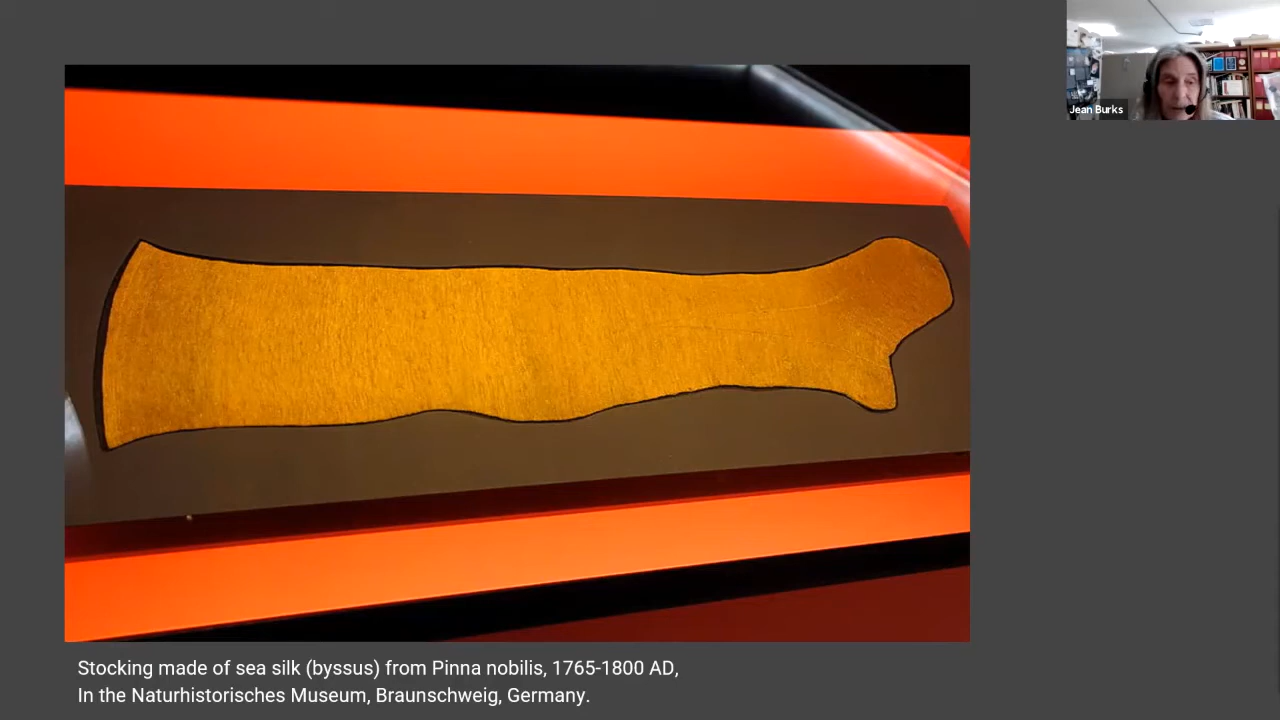 Jean Burks
Stocking made of sea silk (byssus) from Pinna nobilis, 1765-1800 AD,
In the Naturhistorisches Museum, Braunschweig, Germany.